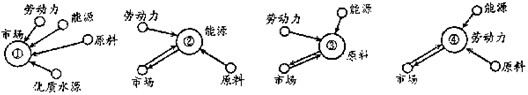 劳动力
能源
市场
①
原料
优质水源
劳动力
能源
②
市场
原料
能源
劳动力
③
原料
市场
能源
④
劳动力
市场
原料